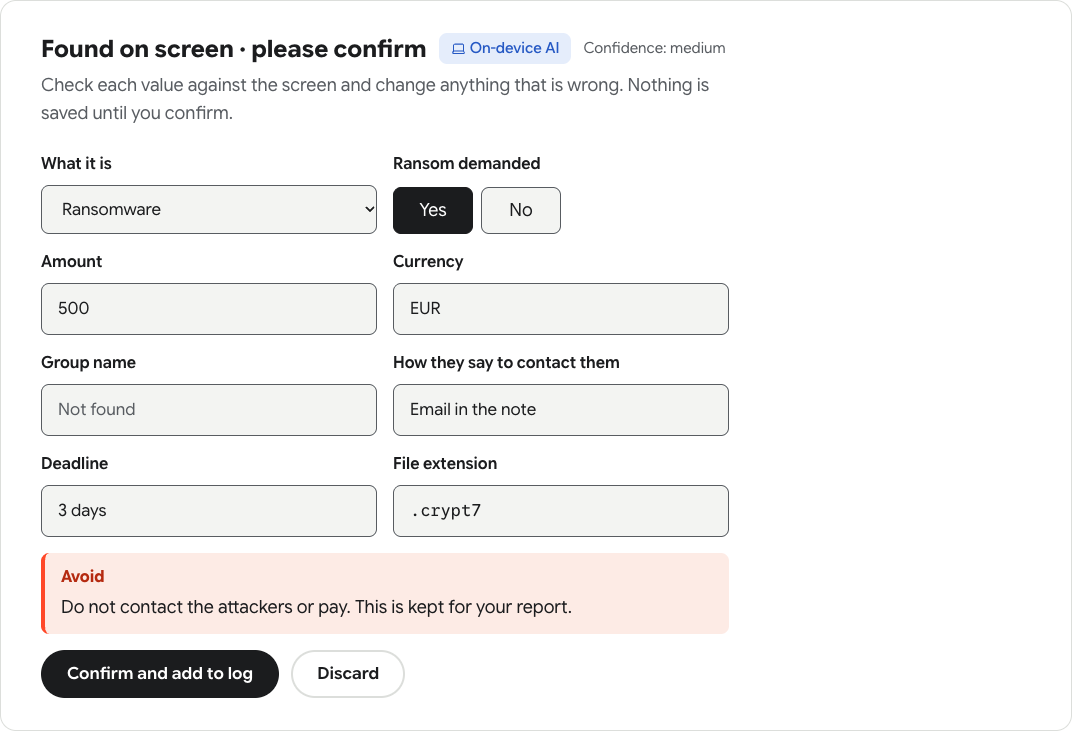 Found on screen · please confirm On-device AI Confidence: medium
Check each value against the screen and change anything that is wrong. Nothing is
saved until you confirm.
What it is Ransom demanded
Ransomware Yes No
Amount Currency
500 EUR
Group name How they say to contact them
Not found Email in the note
Deadline File extension
3 days .crypt7
Avoid
Do not contact the attackers or pay. This is kept for your report.
Confirm and add to log Discard